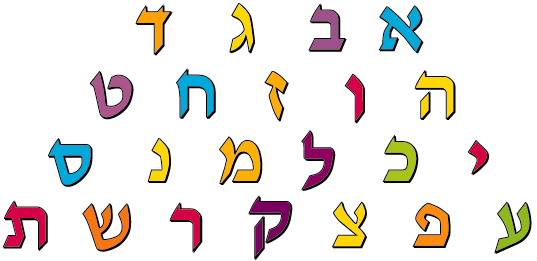 א ב ג ד
ה ו ז ח ט
י כ ל מ נ ס
ע פ צ ק ר ש ת